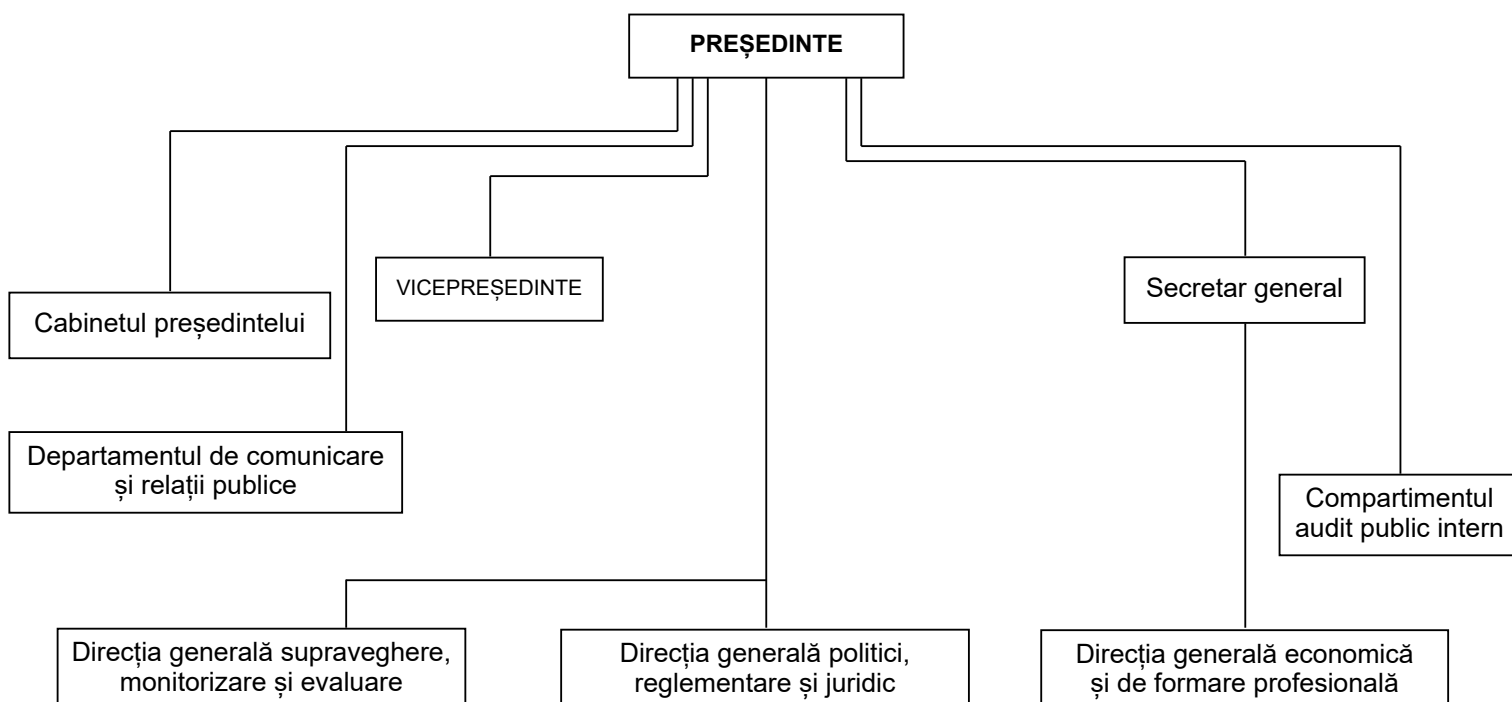 PREȘEDINTE
VICEPREȘEDINTE
Secretar general
Cabinetul președintelui
Departamentul de comunicare
și relații publice
Compartimentul
audit public intern
Direcția generală supraveghere,
monitorizare și evaluare
Direcția generală politici,
reglementare și juridic
Direcția generală economică
și de formare profesională